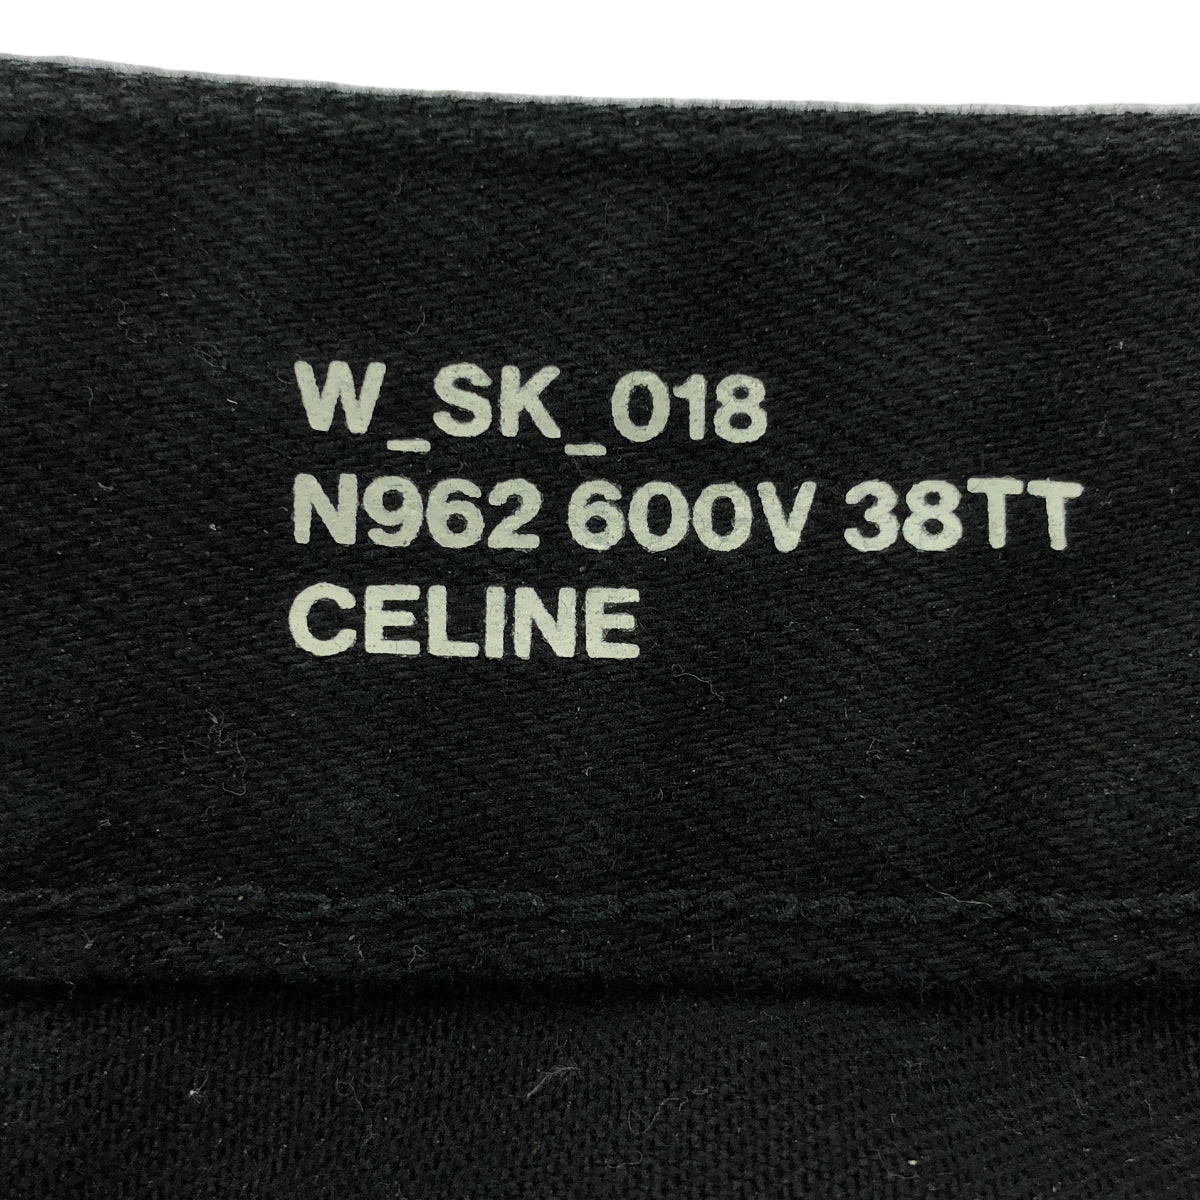 W_SK_018
N962 600V 38TT
CELINE